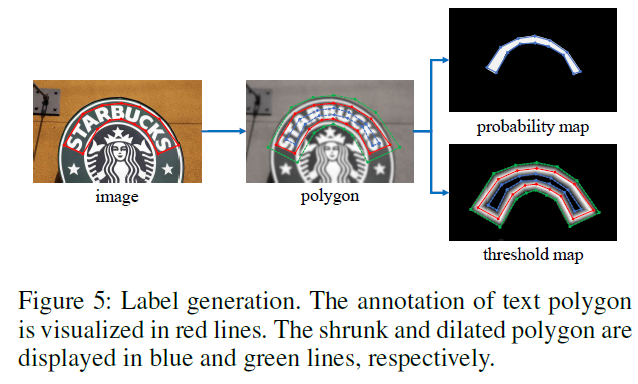 STARBUCKS
STARBUCKS
image
polygon
probability map
threshold map
Figure 5: Label generation. The annotation of text polygon
is visualized in red lines. The shrunk and dilated polygon are
displayed in blue and green lines, respectively.